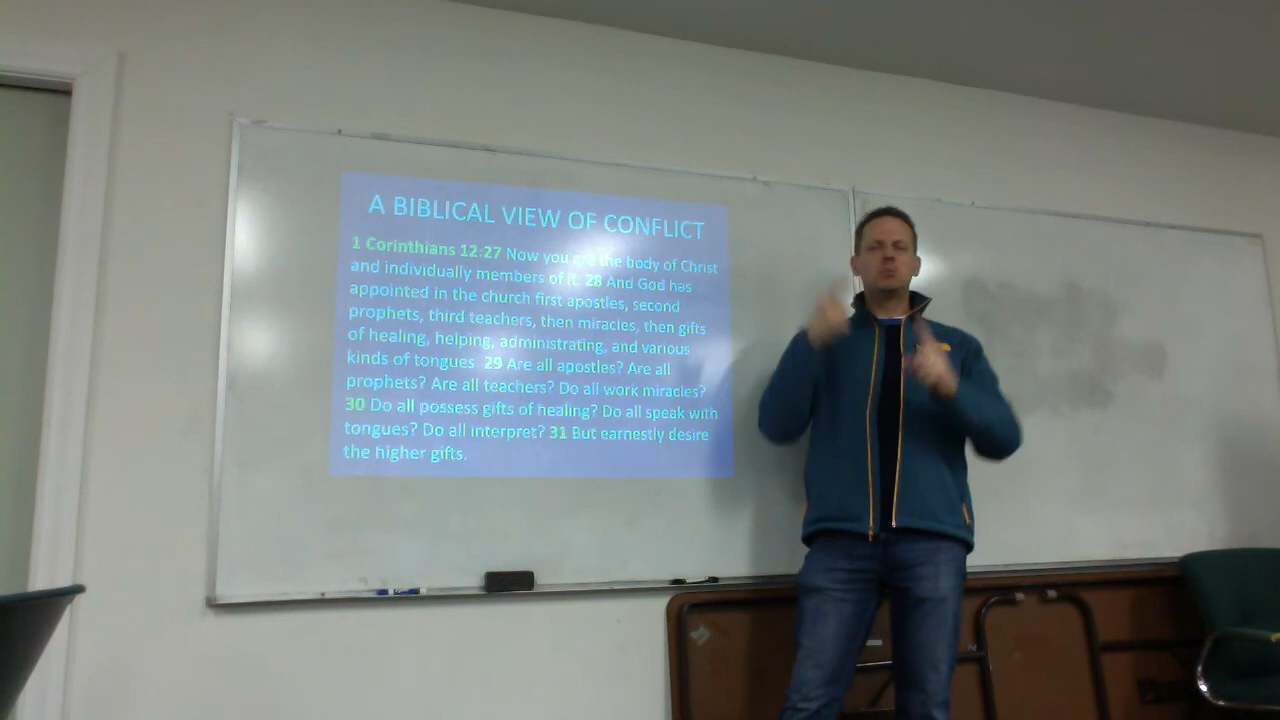 A BIBLICAL VIEW OF CONFLICT
1 Corinthians 12:27 Now you are the body of Christ
and individually members of it. 28 And God has
appointed in the church first apostles, second
prophets, third teachers, then miracles, then gifts
of healing, helping, administrating, and various
kinds of tongues. 29 Are all apostles? Are all
prophets? Are all teachers? Do all work miracles?
30 Do all possess gifts of healing? Do all speak with
tongues? Do all interpret? 31 But earnestly desire
the higher gifts.